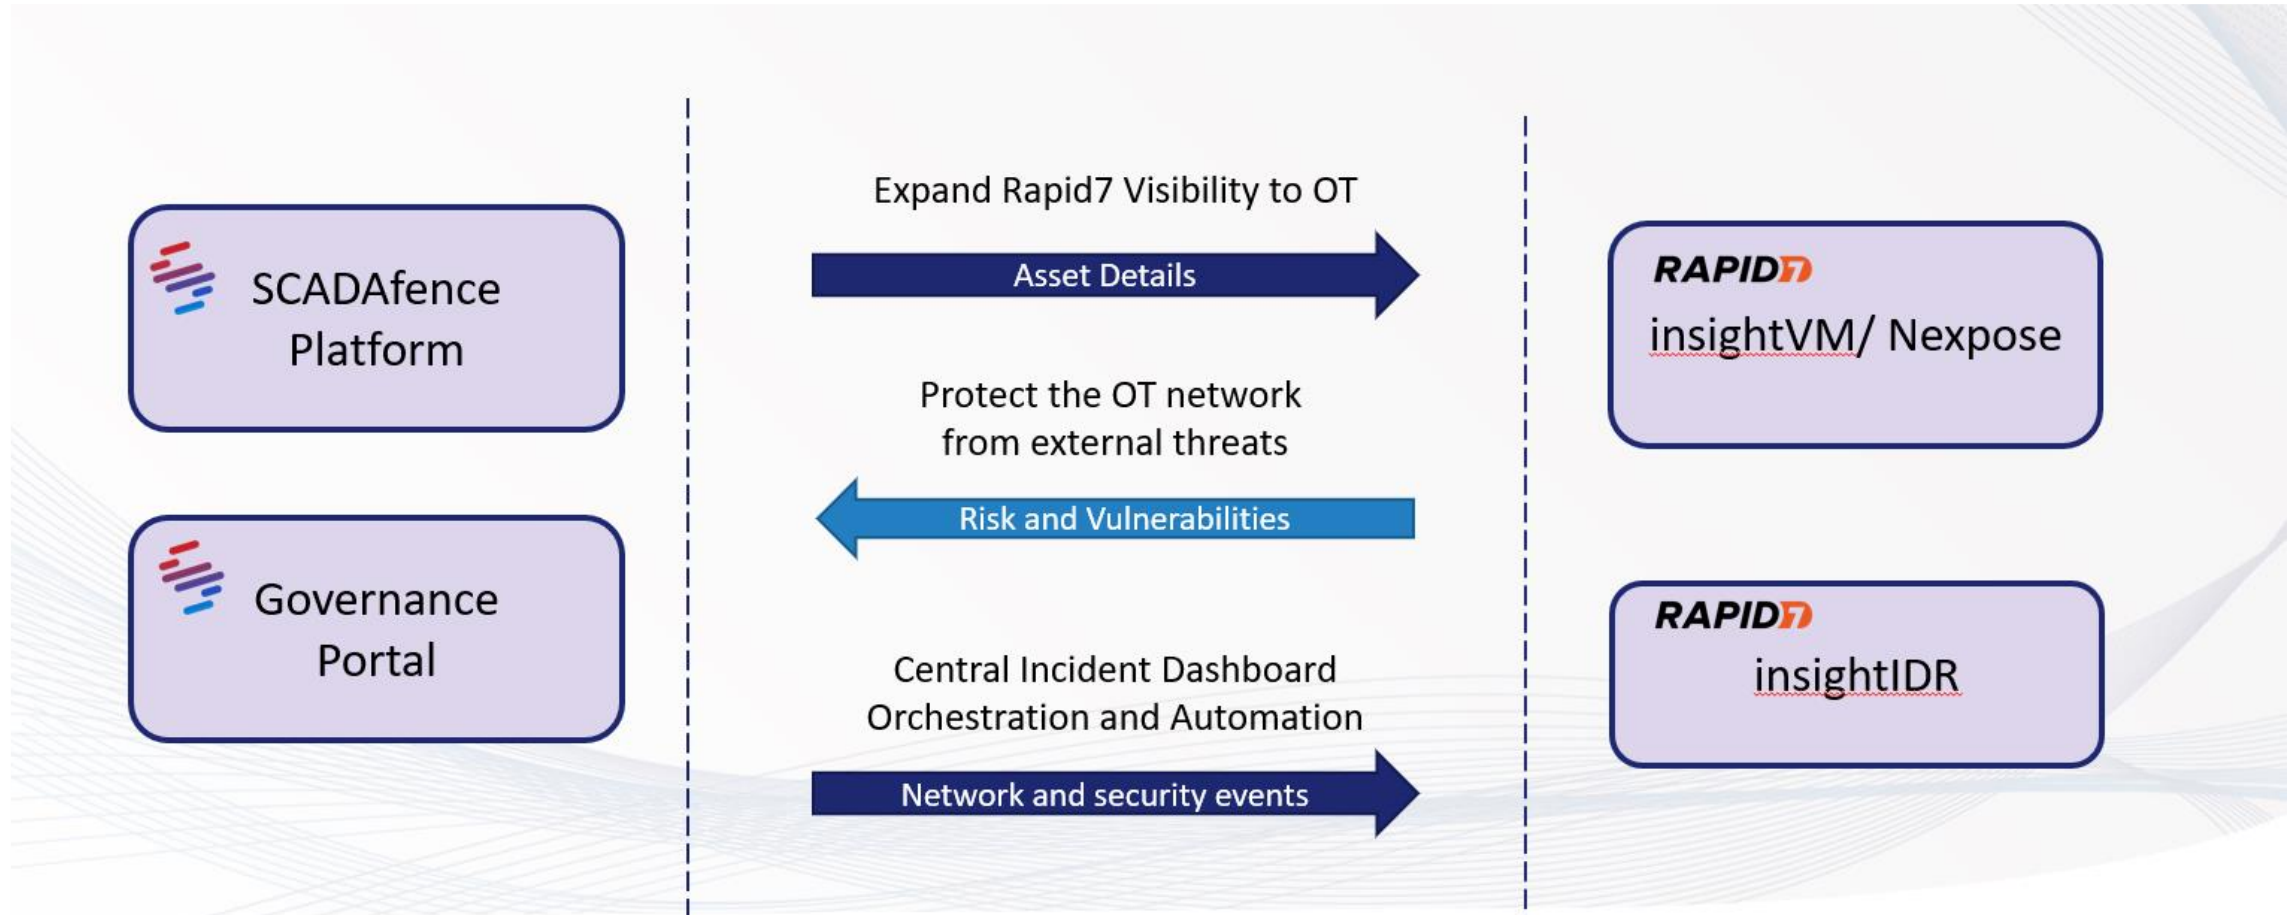 SCADAfence
Platform
Governance
Portal
Expand Rapid7 Visibility to OT
Asset Details
Protect the OT network
from external threats
Risk and Vulnerabilities
Central Incident Dashboard
Orchestration and Automation
Network and security events
RAPID7
insightVM/ Nexpose
RAPID7
insightIDR